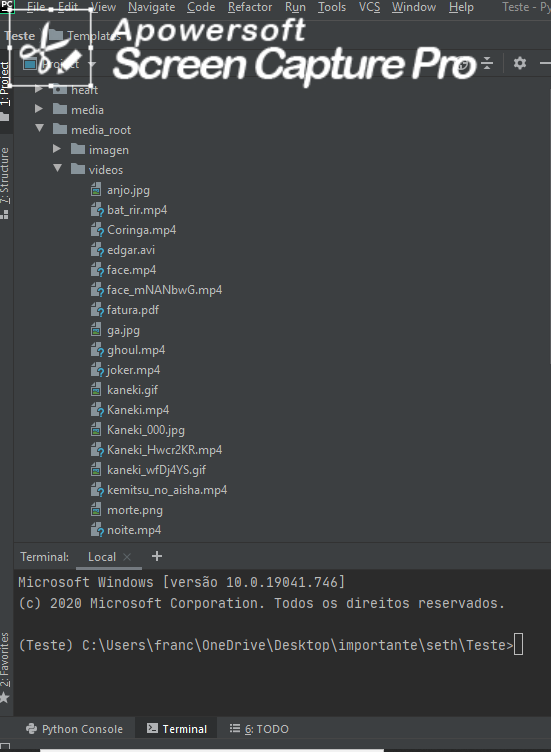 PC File Edit View Navigate Code Refactor Run Tools VCS Window Help Teste - Py
Apowersoft
Screen Capture Pro
Teste Templates
Project
1: Project
heart
media
media_root
imagen
7: Structure
videos
anjo.jpg
bat_rir.mp4
Coringa.mp4
edgar.avi
face.mp4
face_mNANbwG.mp4
fatura.pdf
ga.jpg
ghoul.mp4
joker.mp4
kaneki.gif
Kaneki.mp4
Kaneki_000.jpg
Kaneki_Hwcr2KR.mp4
kaneki_wfDj4YS.gif
kemitsu_no_aisha.mp4
morte.png
noite.mp4
Terminal: Local × +
Microsoft Windows [versão 10.0.19041.746]
(c) 2020 Microsoft Corporation. Todos os direitos reservados.
(Teste) C:\Users\franc\OneDrive\Desktop\importante\seth\Teste>
2: Favorites
Python Console Terminal 6: TODO